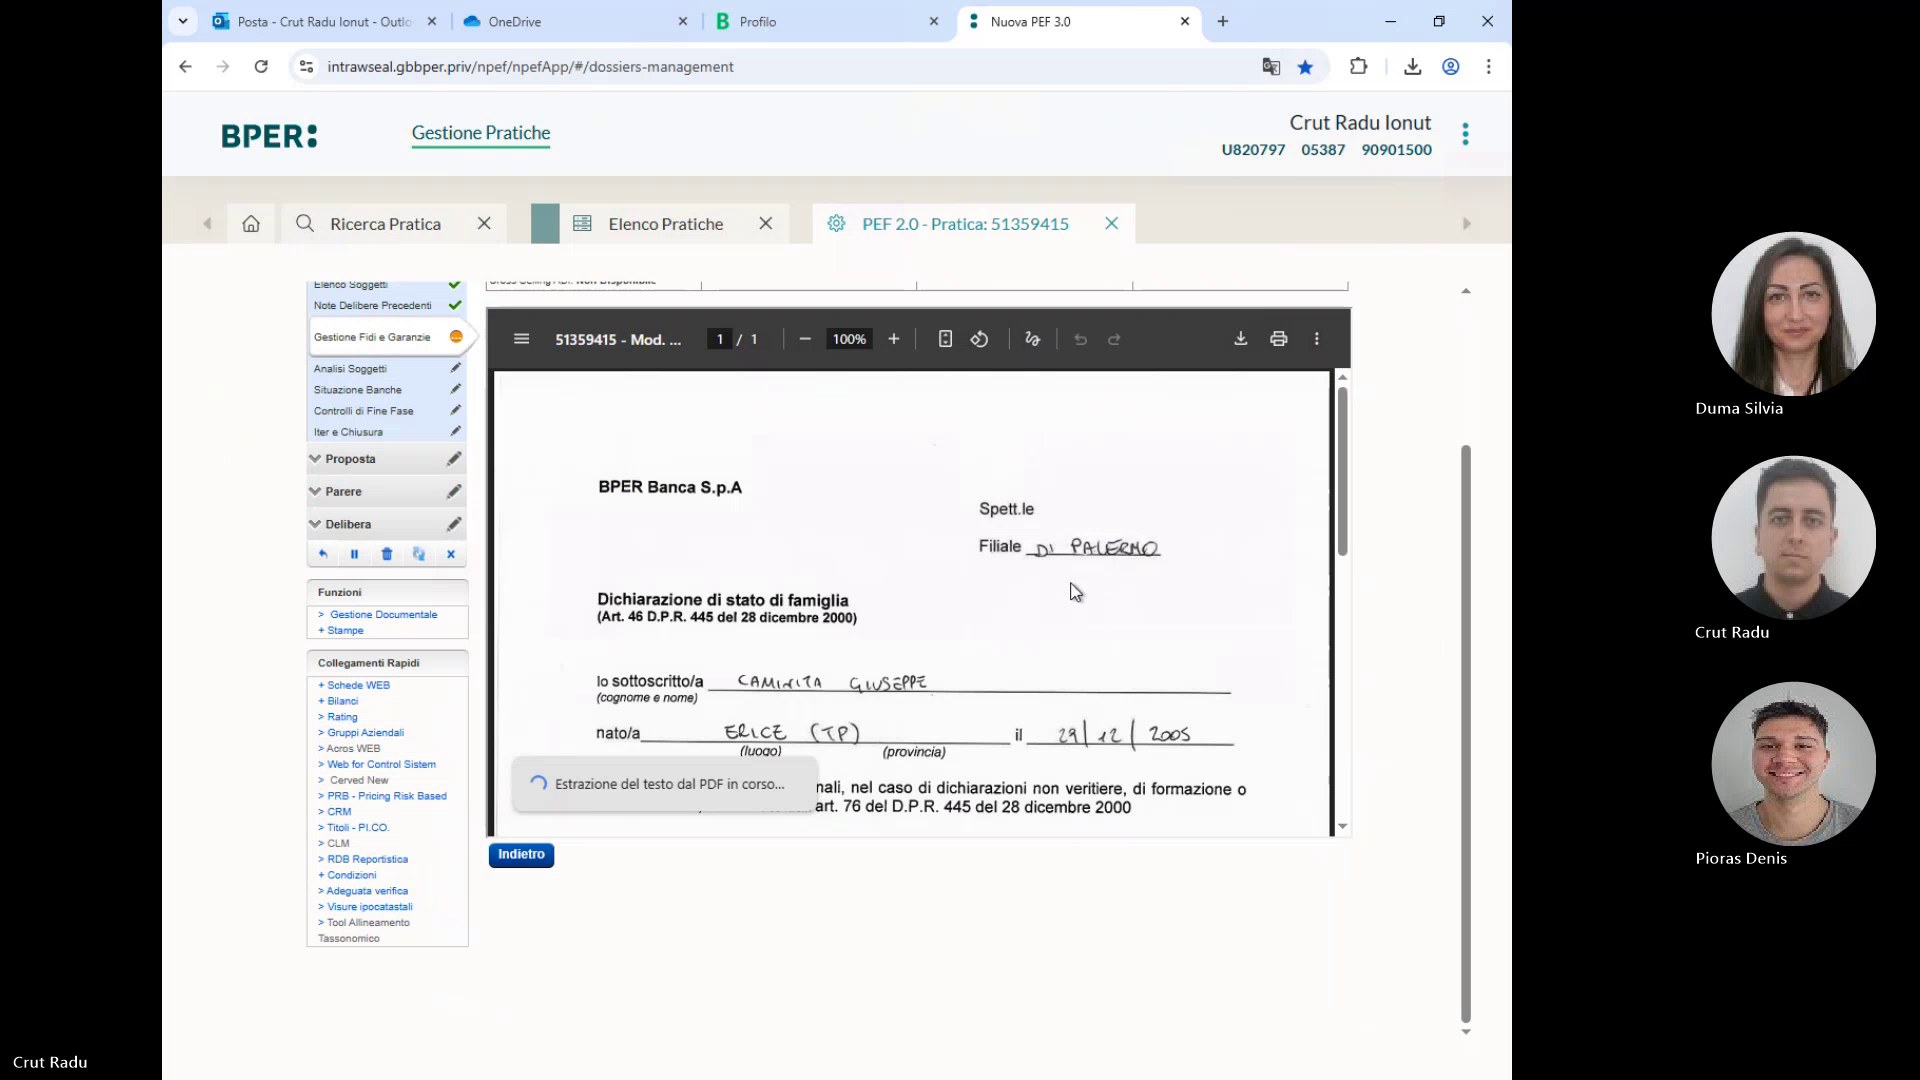 Posta - Crut Radu Ionut - Outlo
OneDrive
Profilo
Nuova PEF 3.0
intrawseal.gbbper.priv/npef/npefApp/#/dossiers-management
BPER:
Gestione Pratiche
Crut Radu Ionut
U820797 05387 90901500
Ricerca Pratica
Elenco Pratiche
PEF 2.0 - Pratica: 51359415
Elenco Soggetti
Note Delibere Precedenti
Gestione Fidi e Garanzie
Analisi Soggetti
Situazione Banche
Controlli di Fine Fase
Iter e Chiusura
Proposta
Parere
Delibera
Funzioni
> Gestione Documentale
+ Stampe
Collegamenti Rapidi
+ Schede WEB
+ Bilanci
> Rating
> Gruppi Aziendali
> Acros WEB
> Web for Control Sistem
> Cerved New
> PRB - Pricing Risk Based
> CRM
> Titoli - PI.CO.
> CLM
> RDB Reportistica
+ Condizioni
> Adeguata verifica
> Visure ipocatastali
> Tool Allineamento
Tassonomico
51359415 - Mod. ...
1 / 1
100%
BPER Banca S.p.A
Spett.le
Filiale DI PALERMO
Dichiarazione di stato di famiglia
(Art. 46 D.P.R. 445 del 28 dicembre 2000)
Io sottoscritto/a CAMINITA GIUSEPPE
(cognome e nome)
nato/a ERICE (TP) il 29/12/2005
(luogo) (provincia)
nali, nel caso di dichiarazioni non veritiere, di formazione o
art. 76 del D.P.R. 445 del 28 dicembre 2000
Estrazione del testo dal PDF in corso...
Indietro
Duma Silvia
Crut Radu
Pioras Denis
Crut Radu